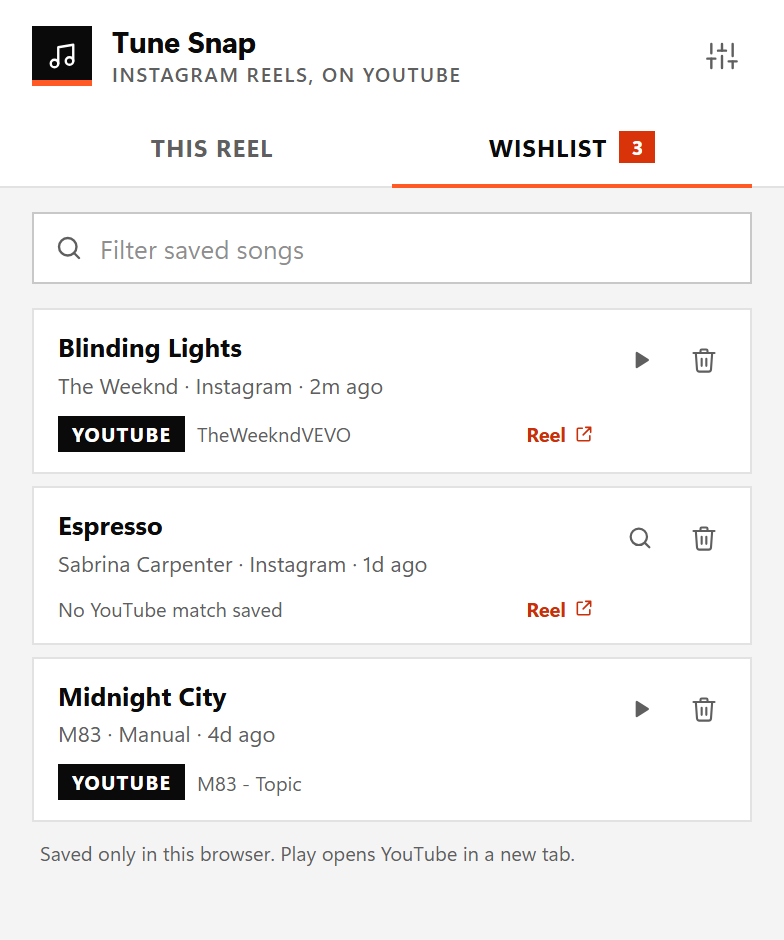 Tune Snap
INSTAGRAM REELS, ON YOUTUBE
THIS REEL
WISHLIST 3
Filter saved songs
Blinding Lights
The Weeknd · Instagram · 2m ago
YOUTUBE TheWeekndVEVO Reel
Espresso
Sabrina Carpenter · Instagram · 1d ago
No YouTube match saved Reel
Midnight City
M83 · Manual · 4d ago
YOUTUBE M83 - Topic
Saved only in this browser. Play opens YouTube in a new tab.